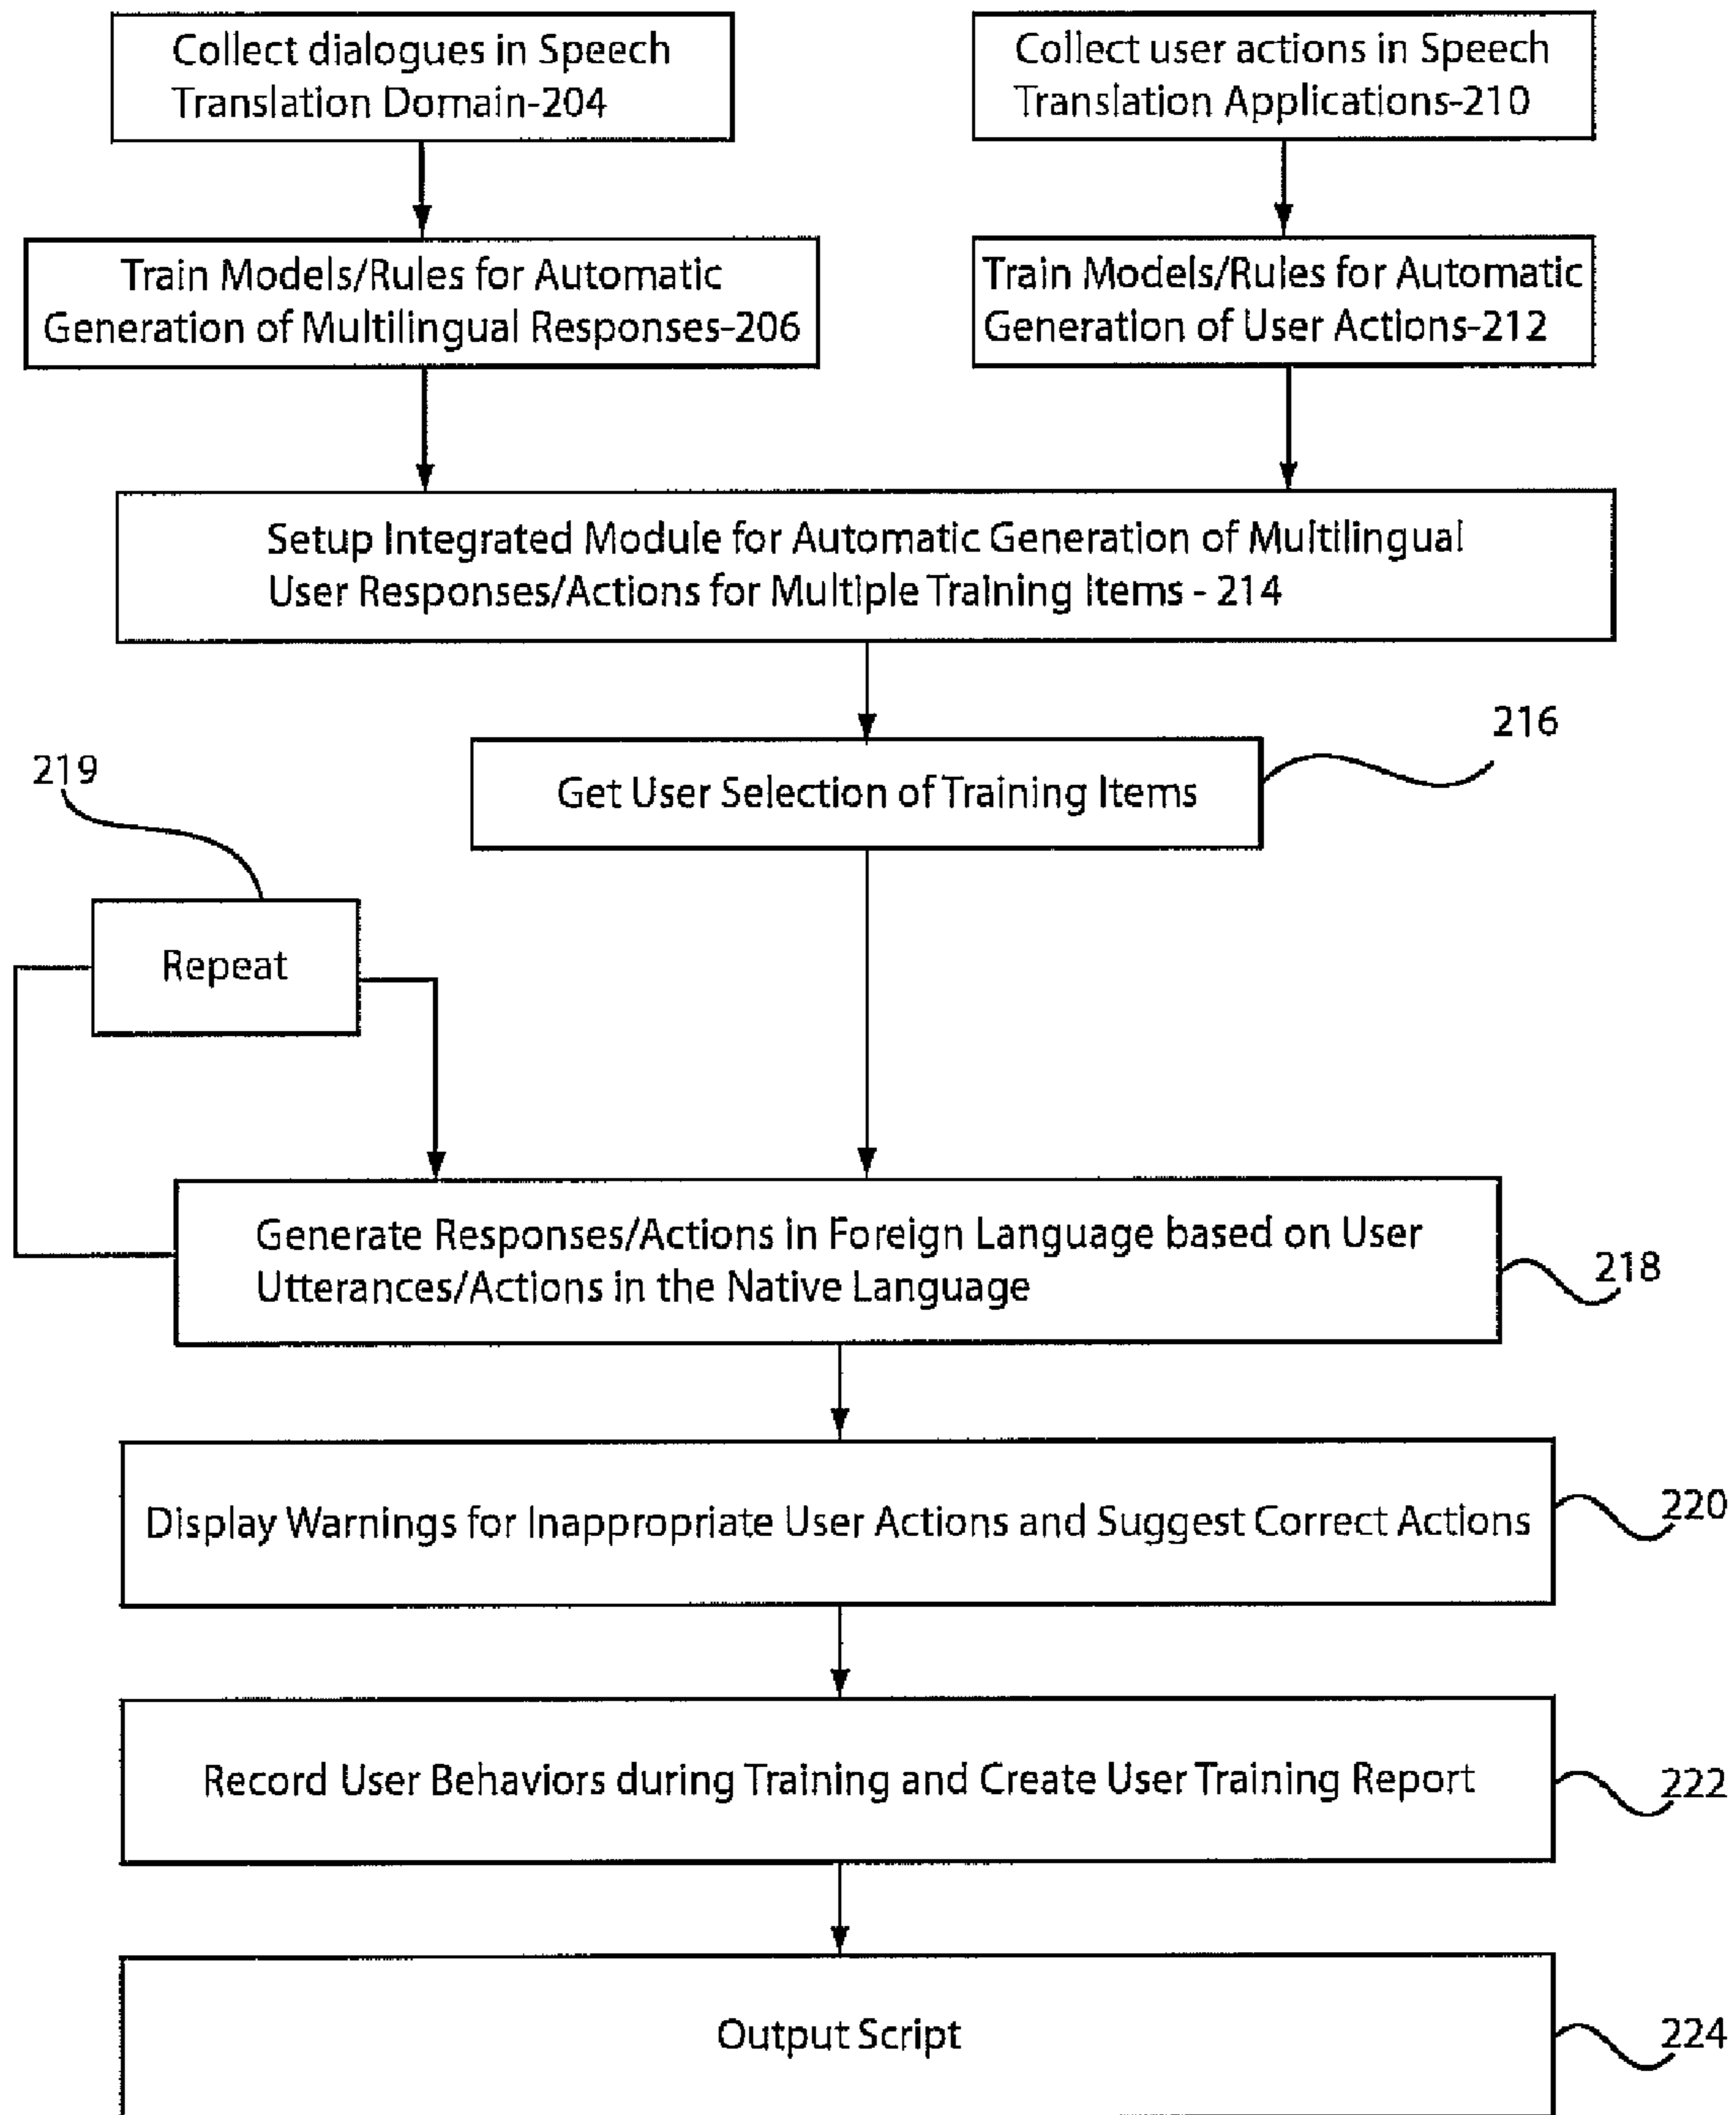 Collect dialogues in Speech
Translation Domain-204
Collect user actions in Speech
Translation Applications-210
Train Models/Rules for Automatic
Generation of Multilingual Responses-206
Train Models/Rules for Automatic
Generation of User Actions-212
Setup Integrated Module for Automatic Generation of Multilingual
User Responses/Actions for Multiple Training Items - 214
216
Get User Selection of Training Items
219
Repeat
Generate Responses/Actions in Foreign Language based on User
Utterances/Actions in the Native Language
218
Display Warnings for Inappropriate User Actions and Suggest Correct Actions
220
Record User Behaviors during Training and Create User Training Report
222
Output Script
224